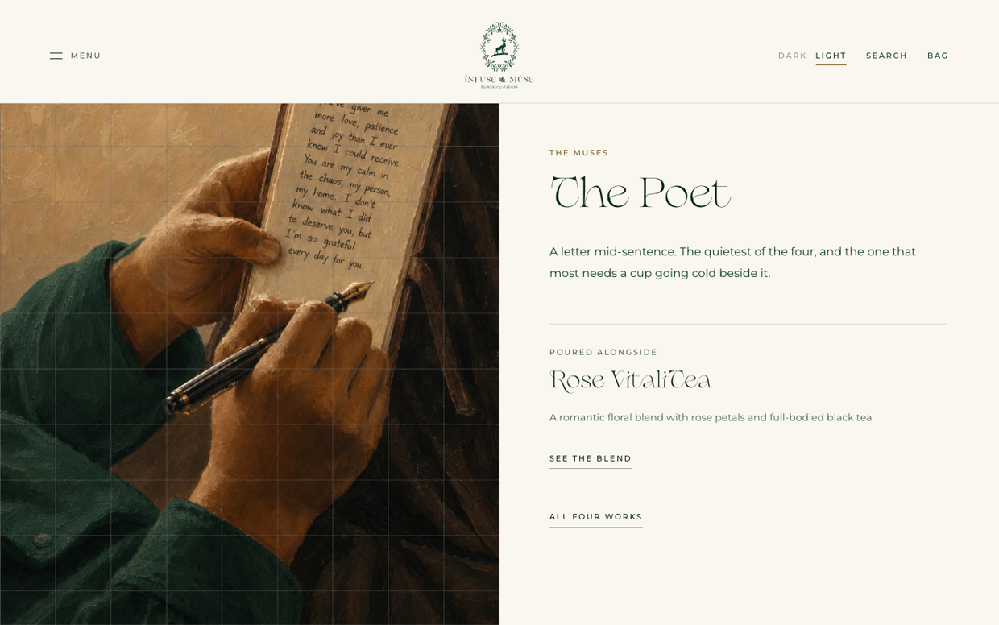 MENU
INFUSE & MUSE
DARK LIGHT SEARCH BAG
given me
more love, patience
and joy than I ever
knew I could receive.
You are my calm in
the chaos, my person,
my home. I don't
know what I did
to deserve you, but
I'm so grateful
every day for you.
THE MUSES
The Poet
A letter mid-sentence. The quietest of the four, and the one that
most needs a cup going cold beside it.
POURED ALONGSIDE
Rose VitaliTea
A romantic floral blend with rose petals and full-bodied black tea.
SEE THE BLEND
ALL FOUR WORKS